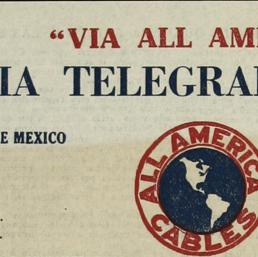 "VIA ALL AM
IA TELEGRA
E MEXICO
ALL AMERICA
CABLES